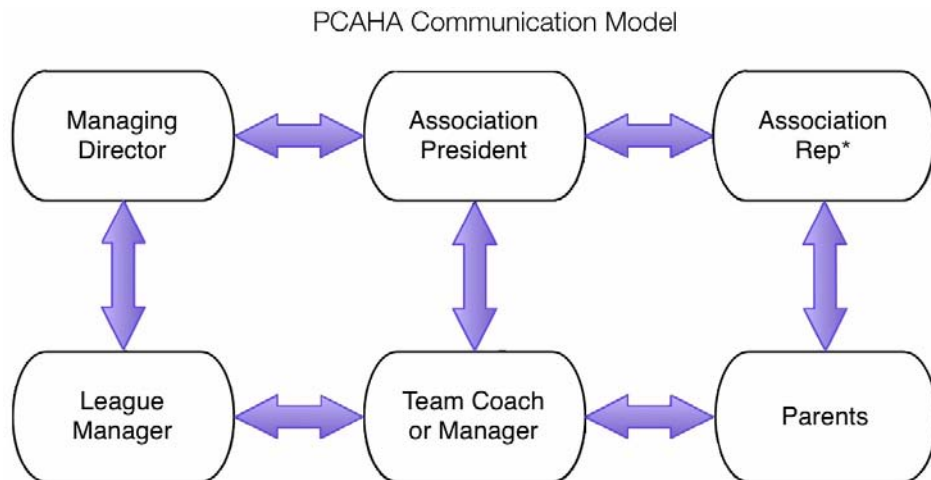 PCAHA Communication Model
Managing
Director
Association
President
Association
Rep*
League
Manager
Team Coach
or Manager
Parents